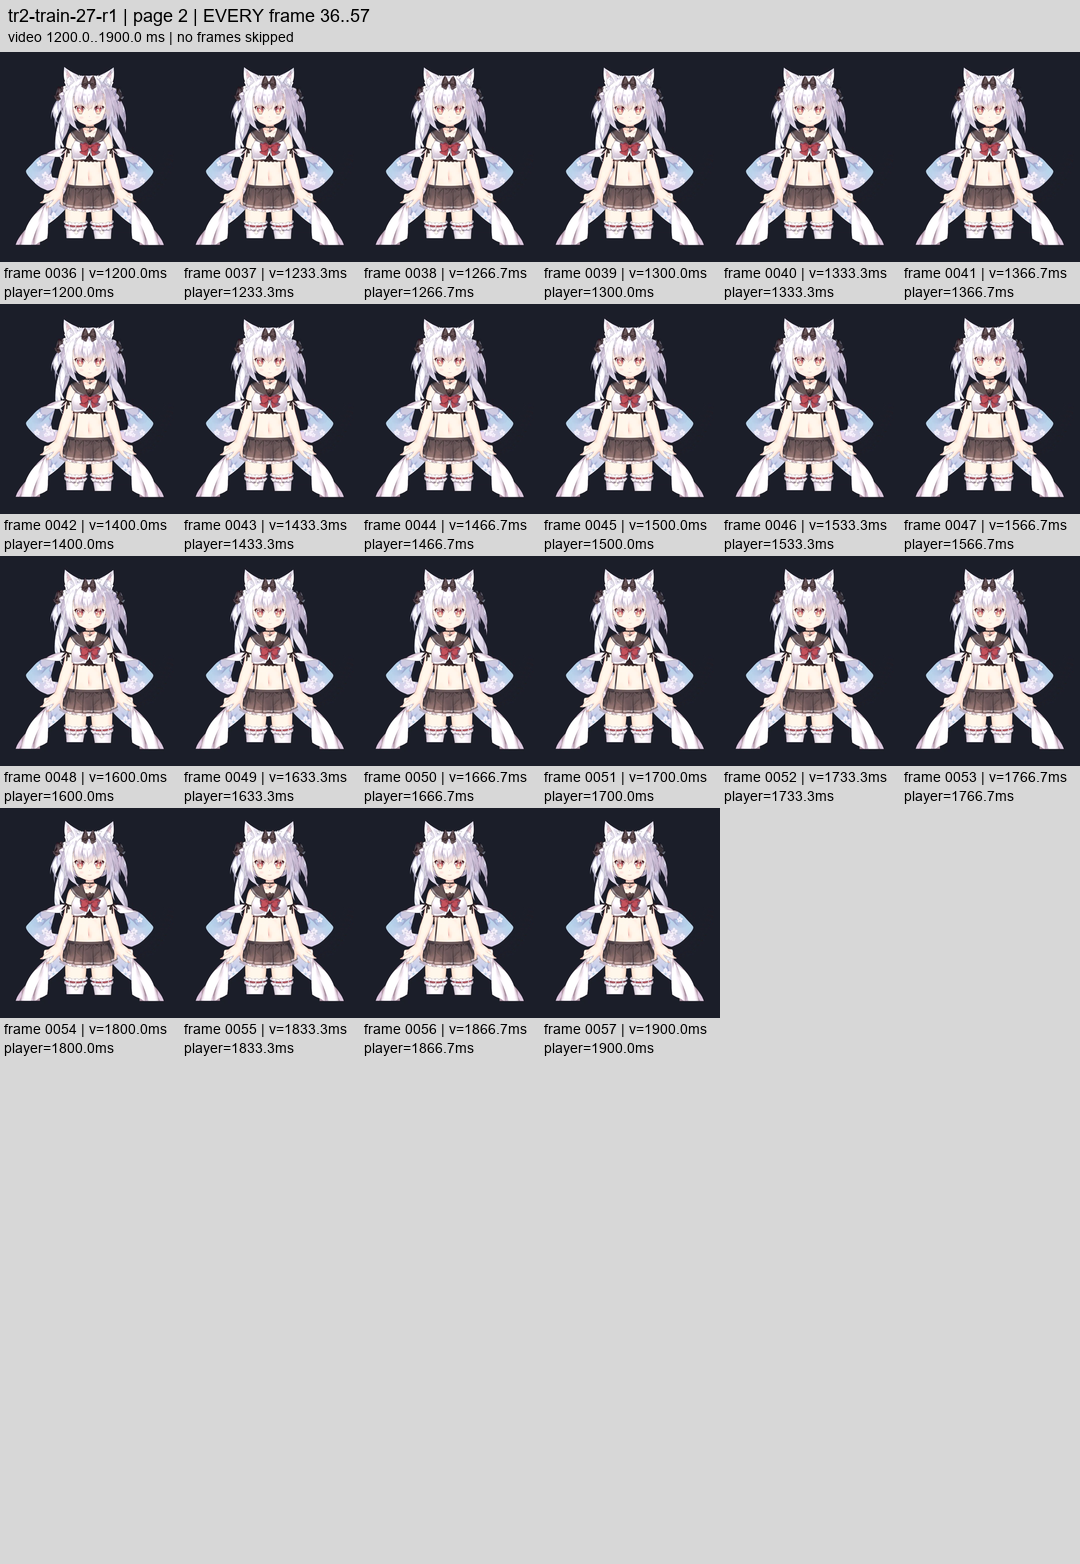 tr2-train-27-r1 | page 2 | EVERY frame 36..57
video 1200.0..1900.0 ms | no frames skipped
frame 0036 | v=1200.0ms
player=1200.0ms
frame 0037 | v=1233.3ms
player=1233.3ms
frame 0038 | v=1266.7ms
player=1266.7ms
frame 0039 | v=1300.0ms
player=1300.0ms
frame 0040 | v=1333.3ms
player=1333.3ms
frame 0041 | v=1366.7ms
player=1366.7ms
frame 0042 | v=1400.0ms
player=1400.0ms
frame 0043 | v=1433.3ms
player=1433.3ms
frame 0044 | v=1466.7ms
player=1466.7ms
frame 0045 | v=1500.0ms
player=1500.0ms
frame 0046 | v=1533.3ms
player=1533.3ms
frame 0047 | v=1566.7ms
player=1566.7ms
frame 0048 | v=1600.0ms
player=1600.0ms
frame 0049 | v=1633.3ms
player=1633.3ms
frame 0050 | v=1666.7ms
player=1666.7ms
frame 0051 | v=1700.0ms
player=1700.0ms
frame 0052 | v=1733.3ms
player=1733.3ms
frame 0053 | v=1766.7ms
player=1766.7ms
frame 0054 | v=1800.0ms
player=1800.0ms
frame 0055 | v=1833.3ms
player=1833.3ms
frame 0056 | v=1866.7ms
player=1866.7ms
frame 0057 | v=1900.0ms
player=1900.0ms